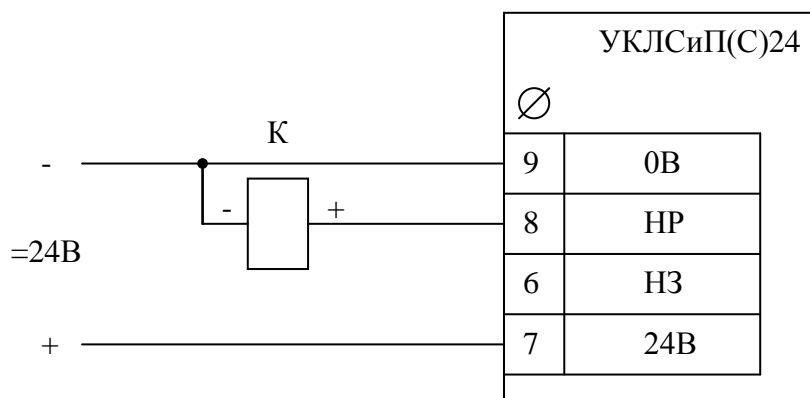 УКЛСиП(С)24
∅
К
- 9 0В
- + 8 НР
=24В 6 НЗ
+ 7 24В